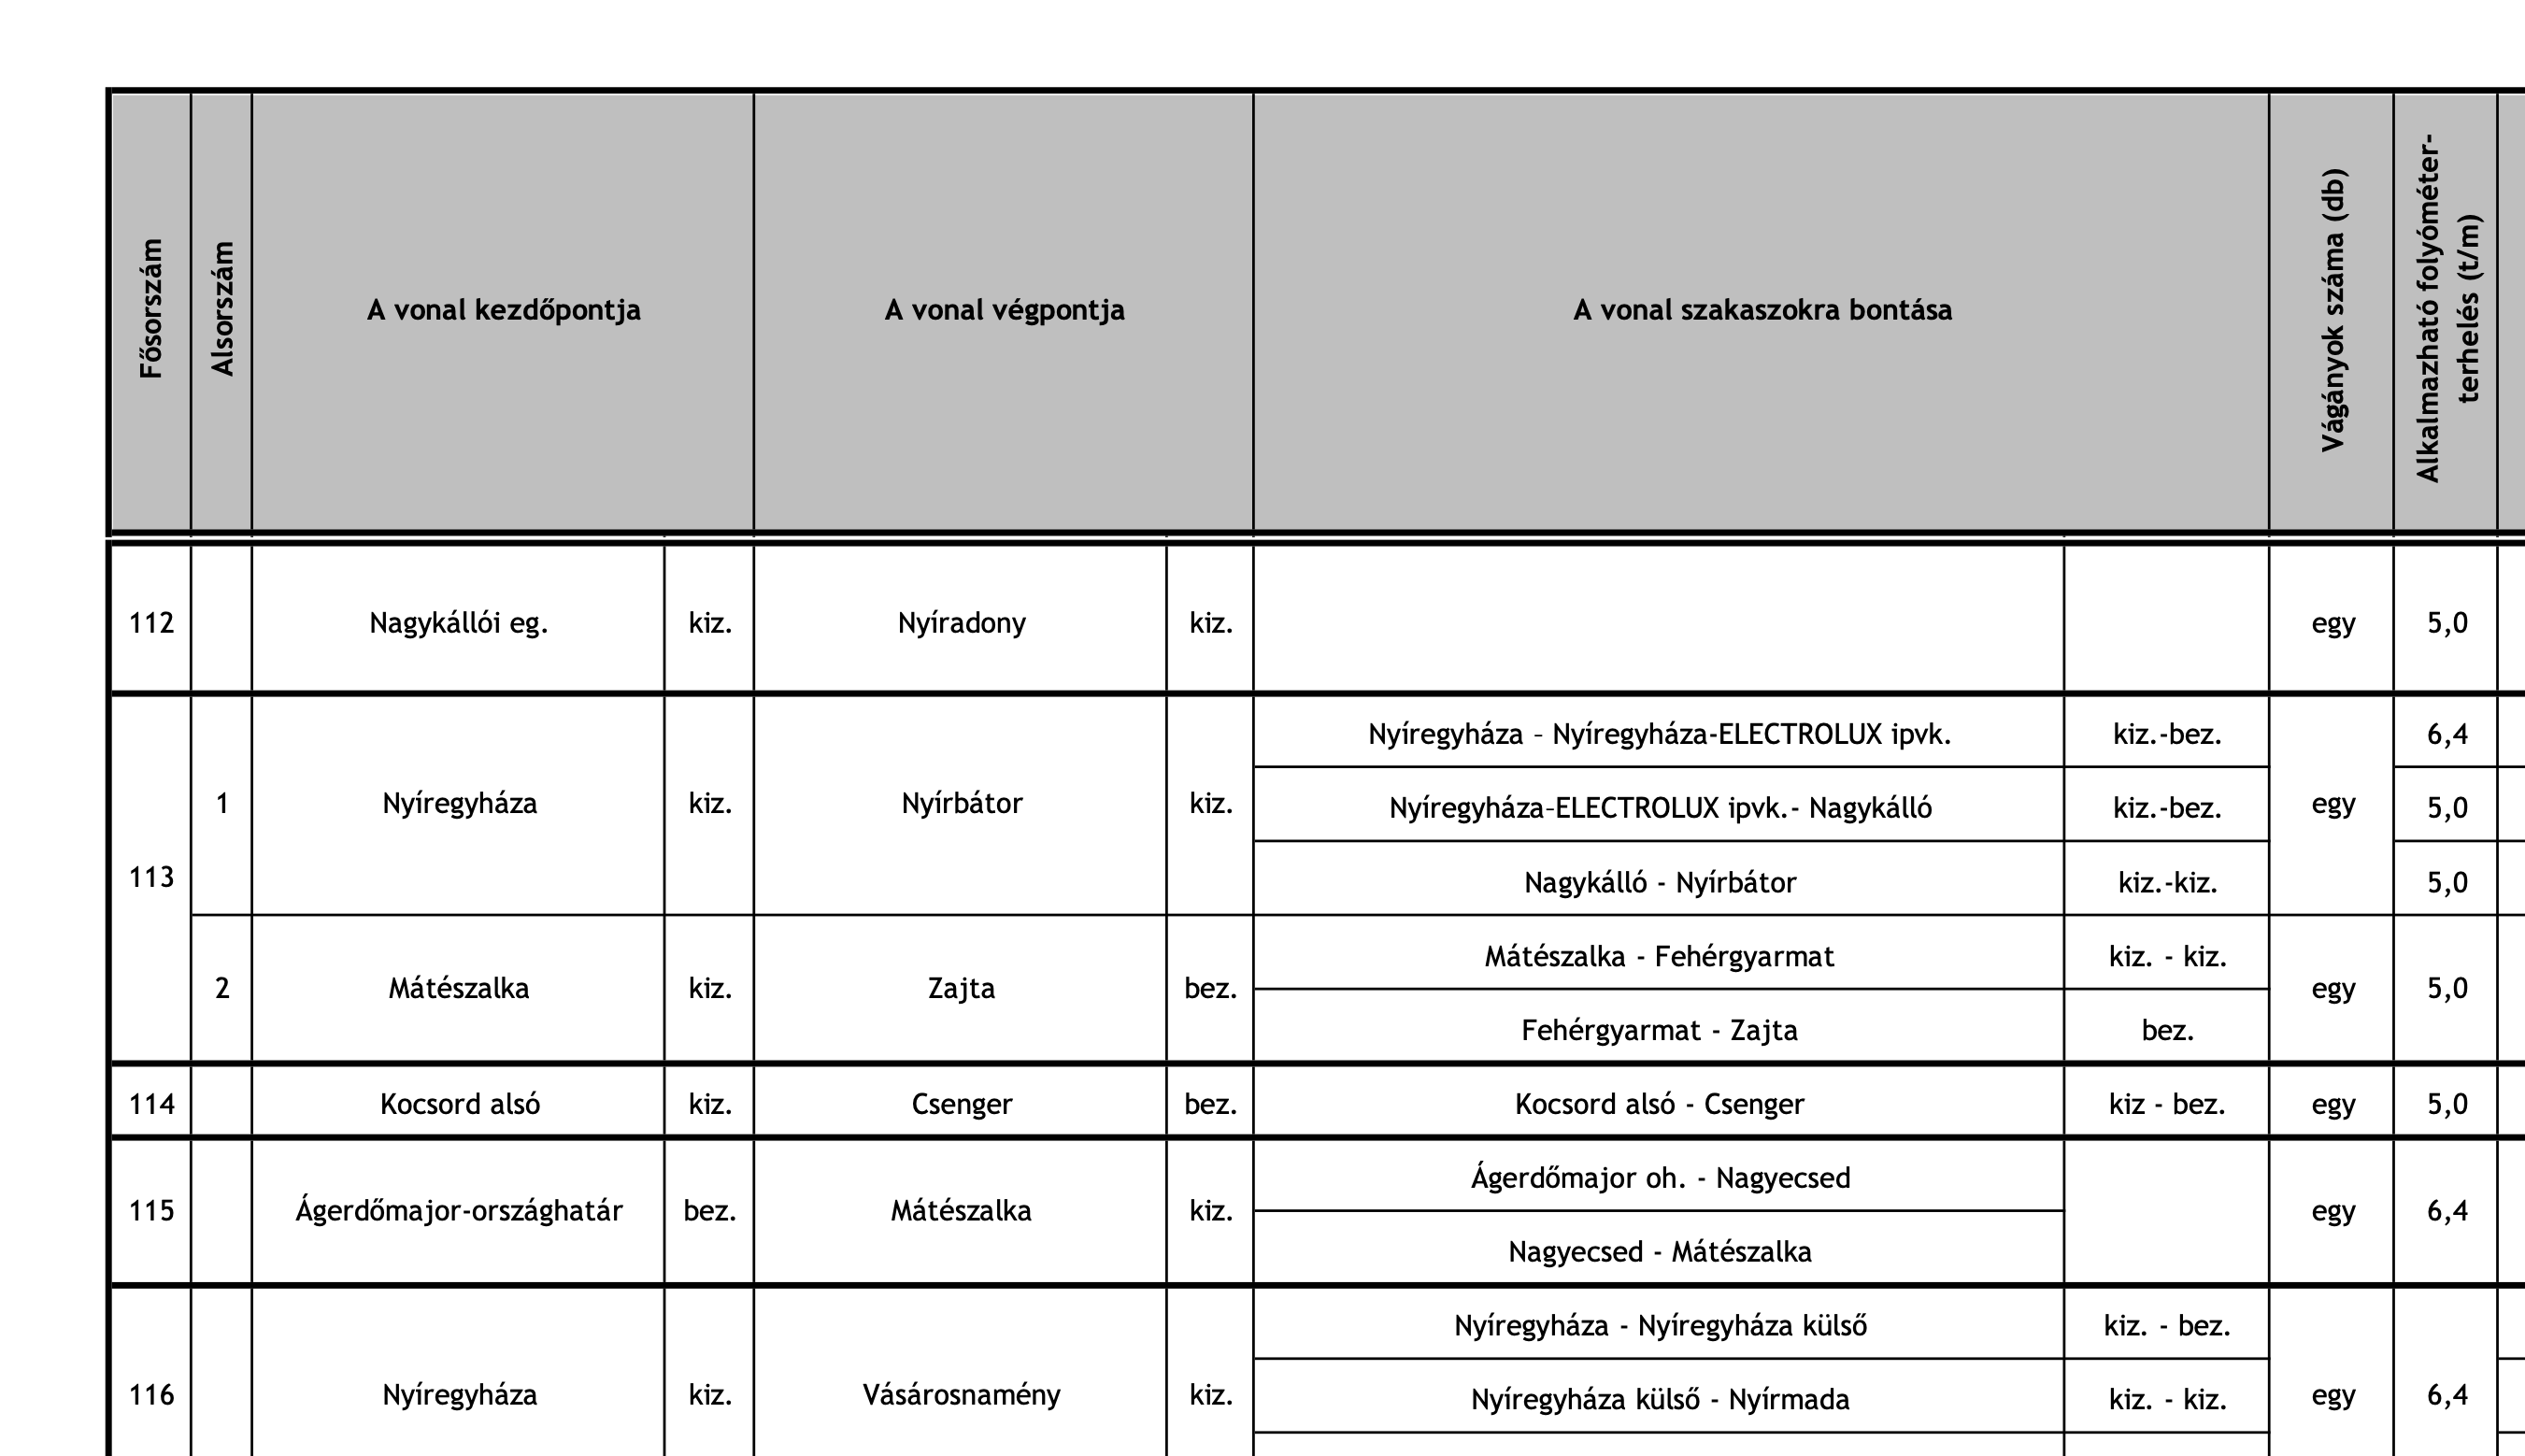 Fősorszám
Alsorszám
A vonal kezdőpontja
A vonal végpontja
A vonal szakaszokra bontása
Vágányok száma (db)
Alkalmazható folyóméter-
terhelés (t/m)
112 Nagykállói eg. kiz. Nyíradony kiz. egy 5,0
113
1 Nyíregyháza kiz. Nyírbátor kiz. egy
Nyíregyháza – Nyíregyháza-ELECTROLUX ipvk. kiz.-bez. 6,4
Nyíregyháza–ELECTROLUX ipvk.- Nagykálló kiz.-bez. 5,0
Nagykálló - Nyírbátor kiz.-kiz. 5,0
2 Mátészalka kiz. Zajta bez. egy 5,0
Mátészalka - Fehérgyarmat kiz. - kiz.
Fehérgyarmat - Zajta bez.
114 Kocsord alsó kiz. Csenger bez. Kocsord alsó - Csenger kiz - bez. egy 5,0
115 Ágerdőmajor-országhatár bez. Mátészalka kiz. egy 6,4
Ágerdőmajor oh. - Nagyecsed
Nagyecsed - Mátészalka
116 Nyíregyháza kiz. Vásárosnamény kiz. egy 6,4
Nyíregyháza - Nyíregyháza külső kiz. - bez.
Nyíregyháza külső - Nyírmada kiz. - kiz.